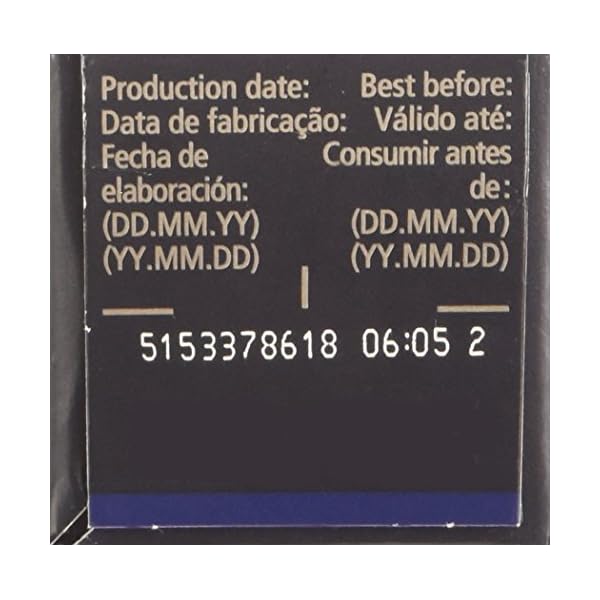 Production date: Best before:
Data de fabricação: Válido até:
Fecha de Consumir antes
elaboración: de:
(DD.MM.YY) (DD.MM.YY)
(YY.MM.DD) (YY.MM.DD)
5153378618 06:05 2